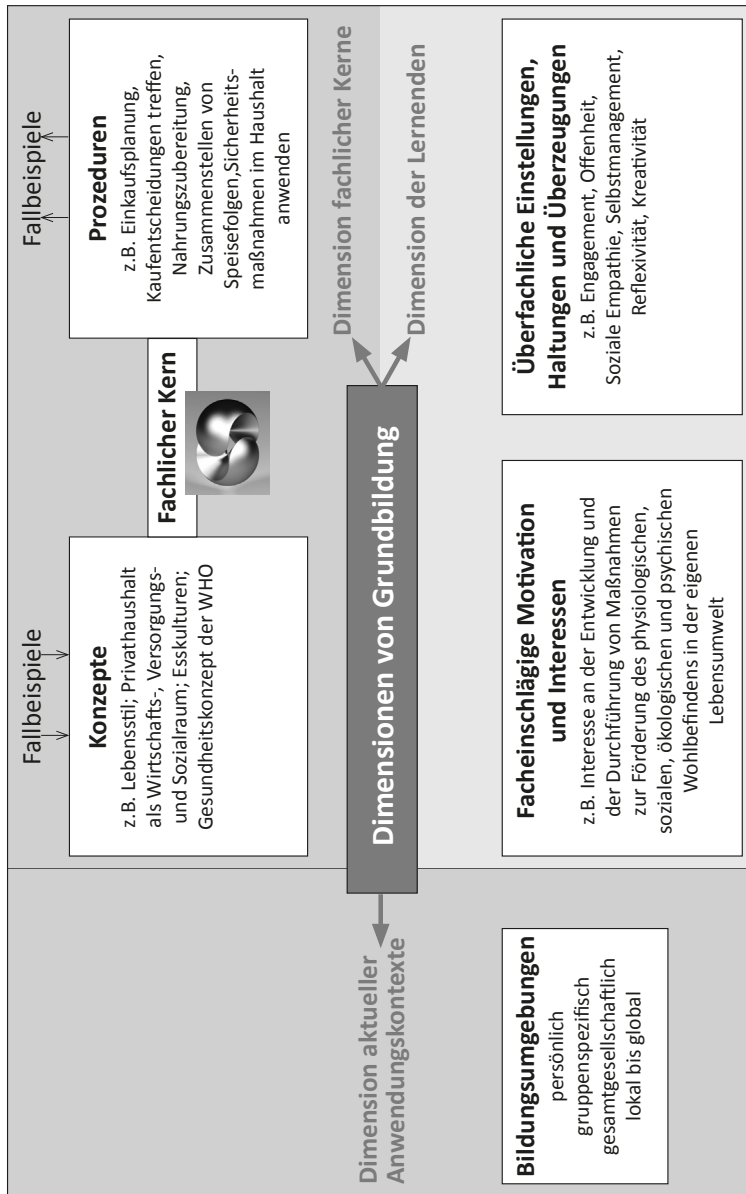 Fallbeispiele
Konzepte
z.B. Lebensstil; Privathaushalt
als Wirtschafts-, Versorgungs-
und Sozialraum; Esskulturen;
Gesundheitskonzept der WHO
Fachlicher Kern
Fallbeispiele
Prozeduren
z.B. Einkaufsplanung,
Kaufentscheidungen treffen,
Nahrungszubereitung,
Zusammenstellen von
Speisefolgen,Sicherheits-
maßnahmen im Haushalt
anwenden
Dimension aktueller
Anwendungskontexte
Dimensionen von Grundbildung
Dimension fachlicher Kerne
Dimension der Lernenden
Bildungsumgebungen
persönlich
gruppenspezifisch
gesamtgesellschaftlich
lokal bis global
Facheinschlägige Motivation
und Interessen
z.B. Interesse an der Entwicklung und
der Durchführung von Maßnahmen
zur Förderung des physiologischen,
sozialen, ökologischen und psychischen
Wohlbefindens in der eigenen
Lebensumwelt
Überfachliche Einstellungen,
Haltungen und Überzeugungen
z.B. Engagement, Offenheit,
Soziale Empathie, Selbstmanagement,
Reflexivität, Kreativität